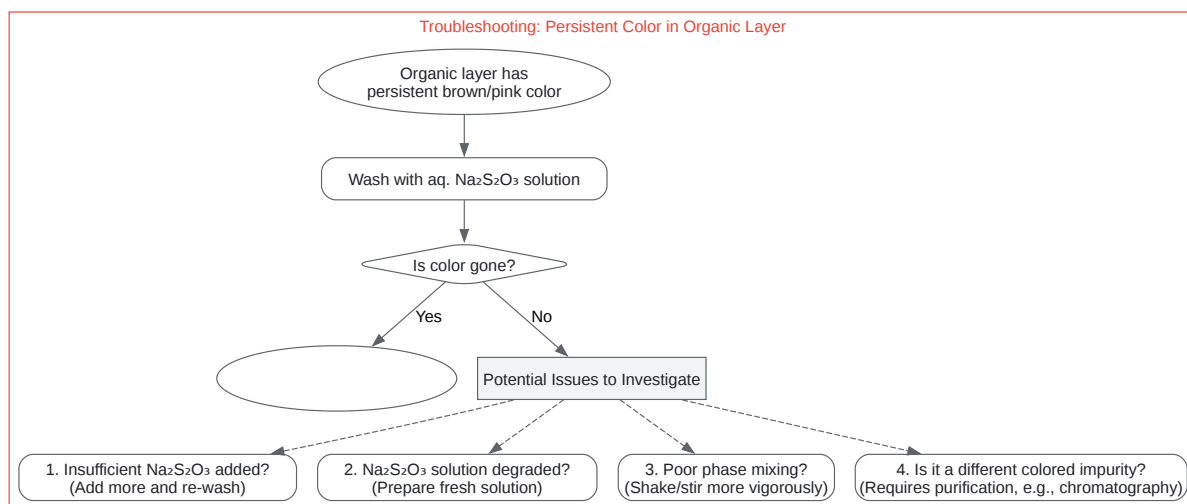 Troubleshooting: Persistent Color in Organic Layer
Organic layer has
persistent brown/pink color
Wash with aq. Na₂S₂O₃ solution
Is color gone?
Yes
No
Potential Issues to Investigate
1. Insufficient Na₂S₂O₃ added?
(Add more and re-wash)
2. Na₂S₂O₃ solution degraded?
(Prepare fresh solution)
3. Poor phase mixing?
(Shake/stir more vigorously)
4. Is it a different colored impurity?
(Requires purification, e.g., chromatography)